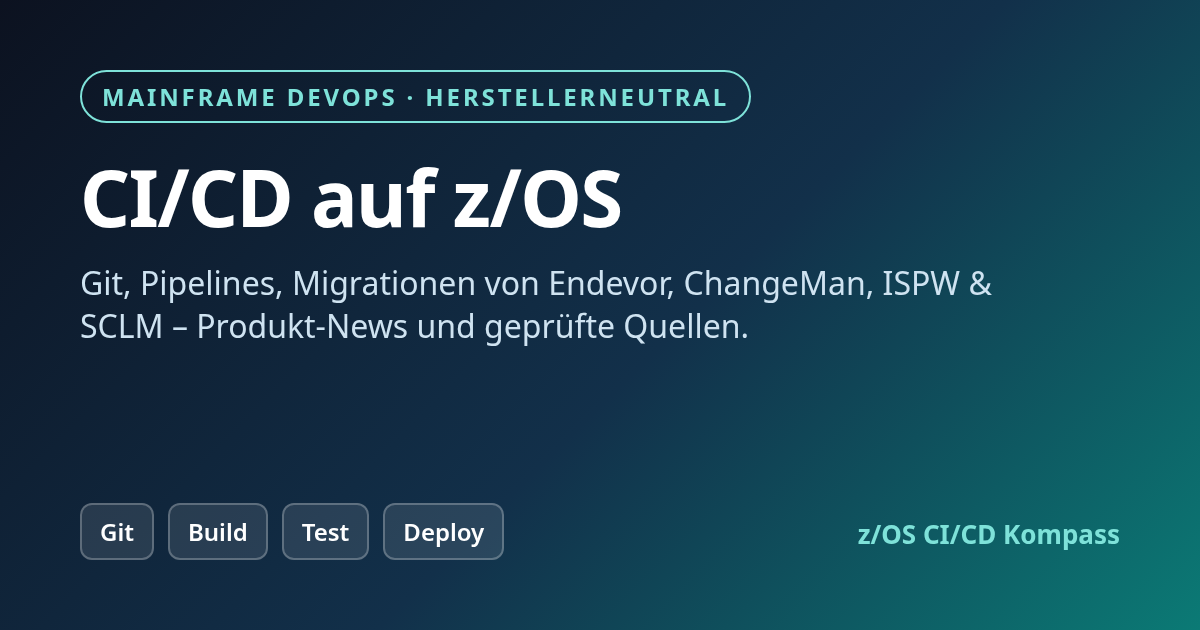 MAINFRAME DEVOPS · HERSTELLERNEUTRAL
CI/CD auf z/OS
Git, Pipelines, Migrationen von Endevor, ChangeMan, ISPW &
SCLM – Produkt-News und geprüfte Quellen.
Git Build Test Deploy
z/OS CI/CD Kompass